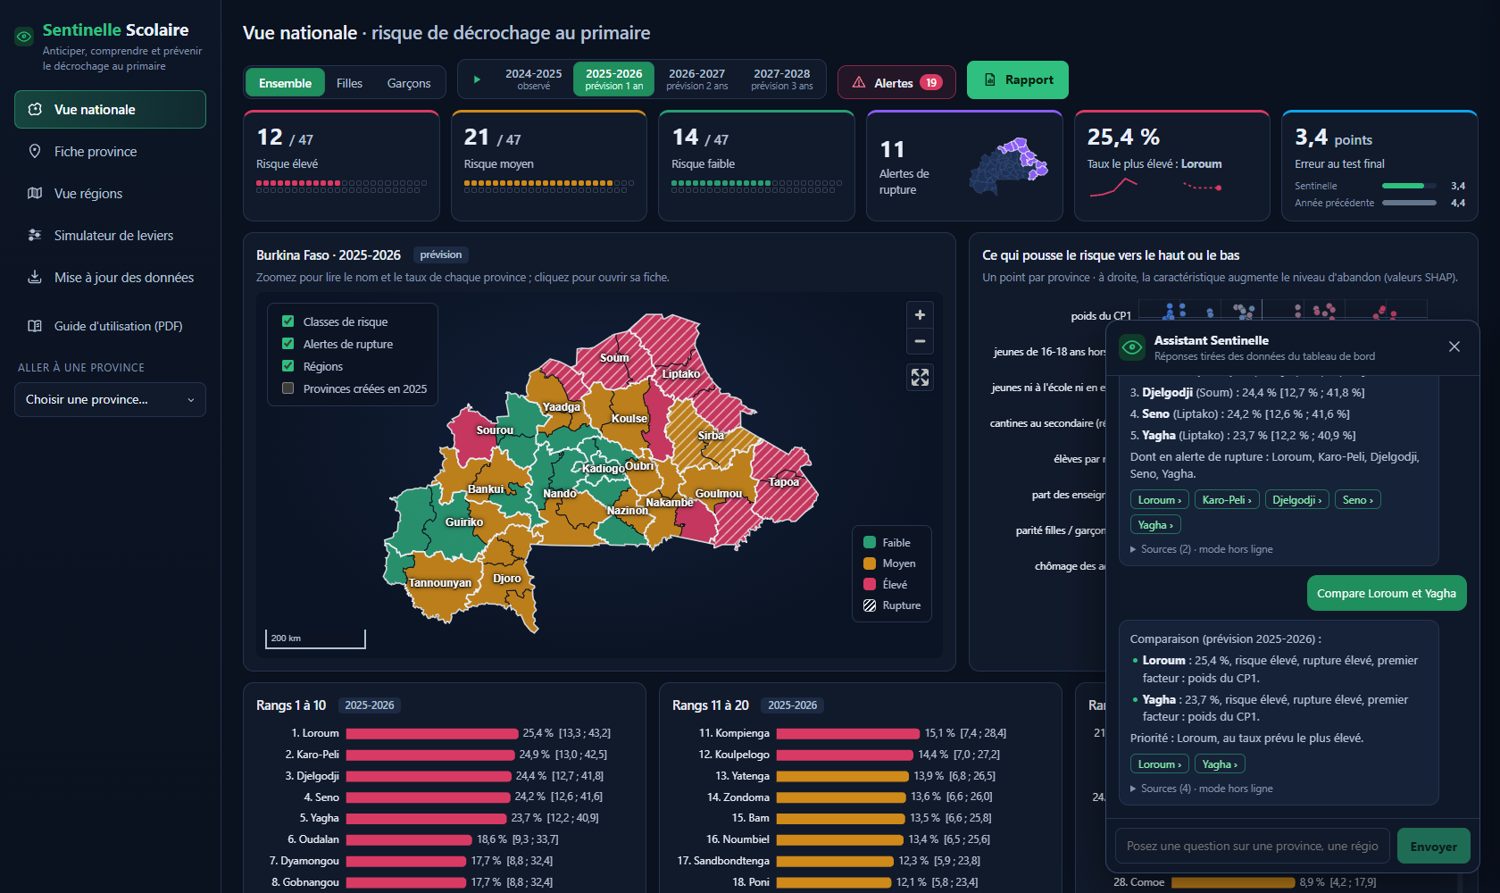 Sentinelle Scolaire
Anticiper, comprendre et prévenir
le décrochage au primaire
Vue nationale
Fiche province
Vue régions
Simulateur de leviers
Mise à jour des données
Guide d'utilisation (PDF)
ALLER À UNE PROVINCE
Choisir une province...
Vue nationale · risque de décrochage au primaire
Ensemble
Filles
Garçons
2024-2025
observé
2025-2026
prévision 1 an
2026-2027
prévision 2 ans
2027-2028
prévision 3 ans
Alertes 19
Rapport
12 / 47
Risque élevé
21 / 47
Risque moyen
14 / 47
Risque faible
11
Alertes de
rupture
25,4 %
Taux le plus élevé : Loroum
3,4 points
Erreur au test final
Sentinelle 3,4
Année précédente 4,4
Burkina Faso · 2025-2026 prévision
Zoomez pour lire le nom et le taux de chaque province ; cliquez pour ouvrir sa fiche.
Classes de risque
Alertes de rupture
Régions
Provinces créées en 2025
+
−
Soum
Liptako
Yaadga
Koulse
Sourou
Sirba
Kadiogo
Oubri
Bankui
Nando
Tapoa
Goulmou
Nakambé
Nazinon
Guiriko
Tannounyan
Djoro
Faible
Moyen
Élevé
Rupture
200 km
Ce qui pousse le risque vers le haut ou le bas
Un point par province · à droite, la caractéristique augmente le niveau d'abandon (valeurs SHAP).
poids du CP1
jeunes de 16-18 ans hors
jeunes ni à l'école ni en e
cantines au secondaire (ré
élèves par
part des enseign
parité filles / garçon
chômage des a
Assistant Sentinelle
Réponses tirées des données du tableau de bord
3. Djelgodji (Soum) : 24,4 % [12,7 % ; 41,8 %]
4. Seno (Liptako) : 24,2 % [12,6 % ; 41,6 %]
5. Yagha (Liptako) : 23,7 % [12,2 % ; 40,9 %]
Dont en alerte de rupture : Loroum, Karo-Peli, Djelgodji,
Seno, Yagha.
Loroum ›
Karo-Peli ›
Djelgodji ›
Seno ›
Yagha ›
Sources (2) · mode hors ligne
Compare Loroum et Yagha
Comparaison (prévision 2025-2026) :
• Loroum : 25,4 %, risque élevé, rupture élevé, premier
facteur : poids du CP1.
• Yagha : 23,7 %, risque élevé, rupture élevé, premier
facteur : poids du CP1.
Priorité : Loroum, au taux prévu le plus élevé.
Loroum ›
Yagha ›
Sources (4) · mode hors ligne
Posez une question sur une province, une régio
Envoyer
Rangs 1 à 10 2025-2026
1. Loroum 25,4 % [13,3 ; 43,2]
2. Karo-Peli 24,9 % [13,0 ; 42,5]
3. Djelgodji 24,4 % [12,7 ; 41,8]
4. Seno 24,2 % [12,6 ; 41,6]
5. Yagha 23,7 % [12,2 ; 40,9]
6. Oudalan 18,6 % [9,3 ; 33,7]
7. Dyamongou 17,7 % [8,8 ; 32,4]
8. Gobnangou 17,7 % [8,8 ; 32,4]
Rangs 11 à 20 2025-2026
11. Kompienga 15,1 % [7,4 ; 28,4]
12. Koulpelogo 14,4 % [7,0 ; 27,2]
13. Yatenga 13,9 % [6,8 ; 26,5]
14. Zondoma 13,6 % [6,6 ; 26,0]
15. Bam 13,5 % [6,6 ; 25,8]
16. Noumbiel 13,4 % [6,5 ; 25,6]
17. Sandbondtenga 12,3 % [5,9 ; 23,8]
18. Poni 12,1 % [5,8 ; 23,4]
Ra
21
24.
28. Comoe 8,9 % [4,2 ; 17,9]